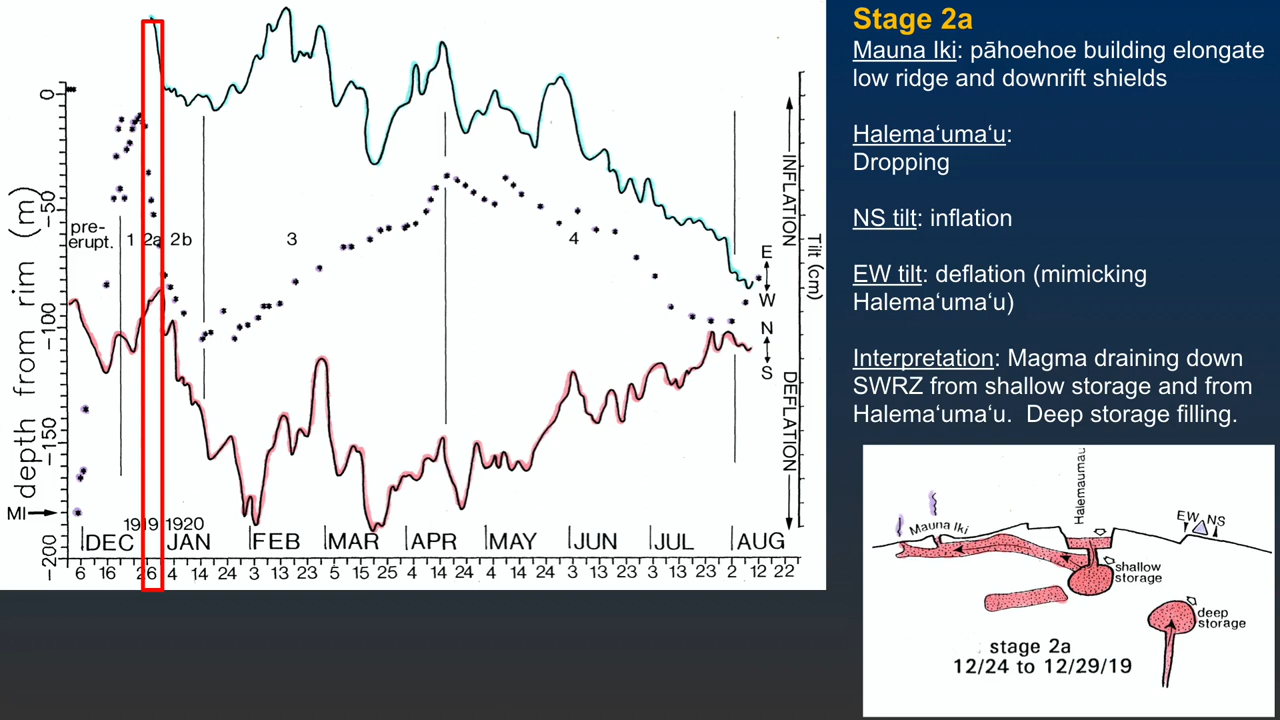 Stage 2a
Mauna Iki: pāhoehoe building elongate
low ridge and downrift shields
Halemaʻumaʻu:
Dropping
NS tilt: inflation
EW tilt: deflation (mimicking
Halemaʻumaʻu)
Interpretation: Magma draining down
SWRZ from shallow storage and from
Halemaʻumaʻu. Deep storage filling.
depth from rim (m)
0
-50
-100
-150
-200
MI
pre-
erupt.
1
2a
2b
3
4
INFLATION
DEFLATION
Tilt (cm)
E
W
N
S
1919
1920
DEC JAN FEB MAR APR MAY JUN JUL AUG
6 16 26 4 14 24 3 13 23 5 15 25 4 14 24 4 14 24 3 13 23 3 13 23 2 12 22
Halemaumau
Mauna Iki
EW NS
shallow
storage
deep
storage
stage 2a
12/24 to 12/29/19